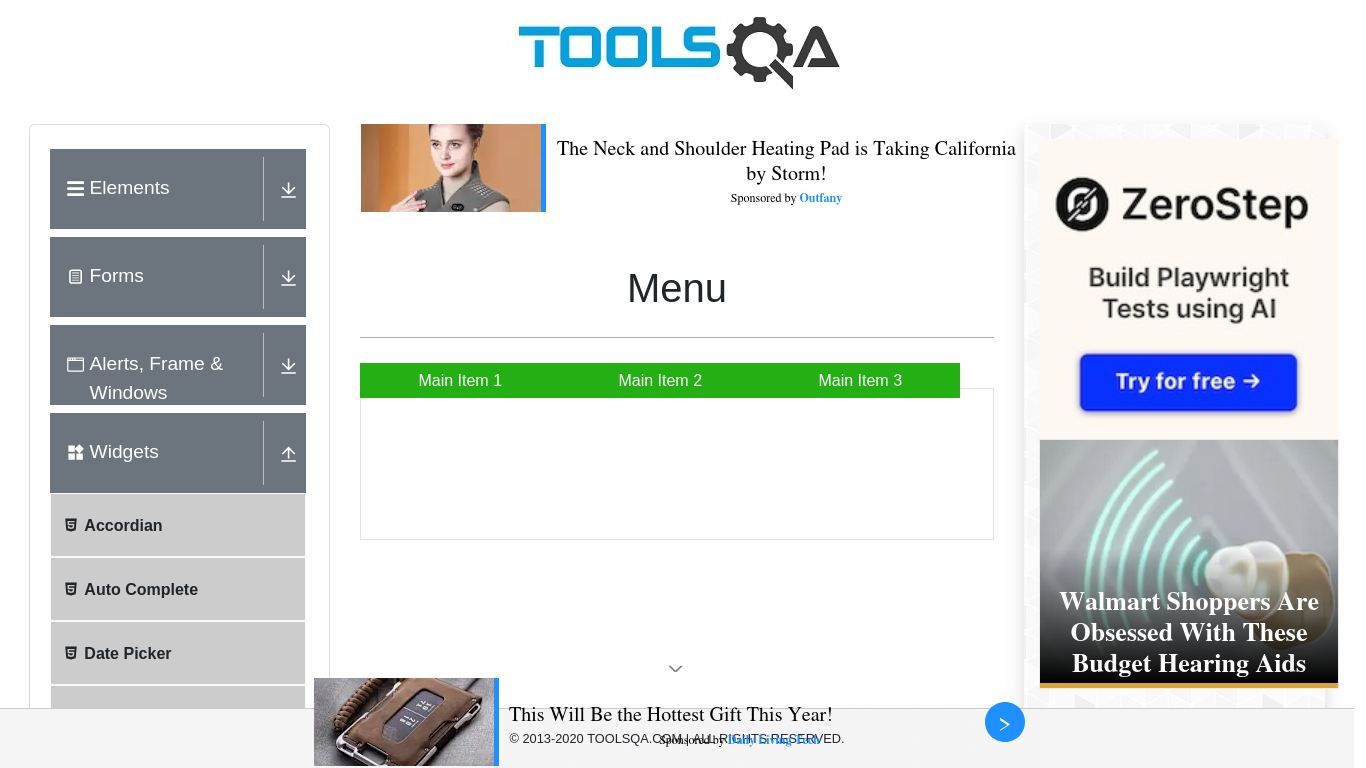 TOOLSQA
Elements
Forms
Alerts, Frame &
Windows
Widgets
Accordian
Auto Complete
Date Picker
The Neck and Shoulder Heating Pad is Taking California
by Storm!
Sponsored by Outfany
Menu
Main Item 1
Main Item 2
Main Item 3
ZeroStep
Build Playwright
Tests using AI
Try for free →
Walmart Shoppers Are
Obsessed With These
Budget Hearing Aids
This Will Be the Hottest Gift This Year!
© 2013-2020 TOOLSQA.COM | ALL RIGHTS RESERVED.
Sponsored by